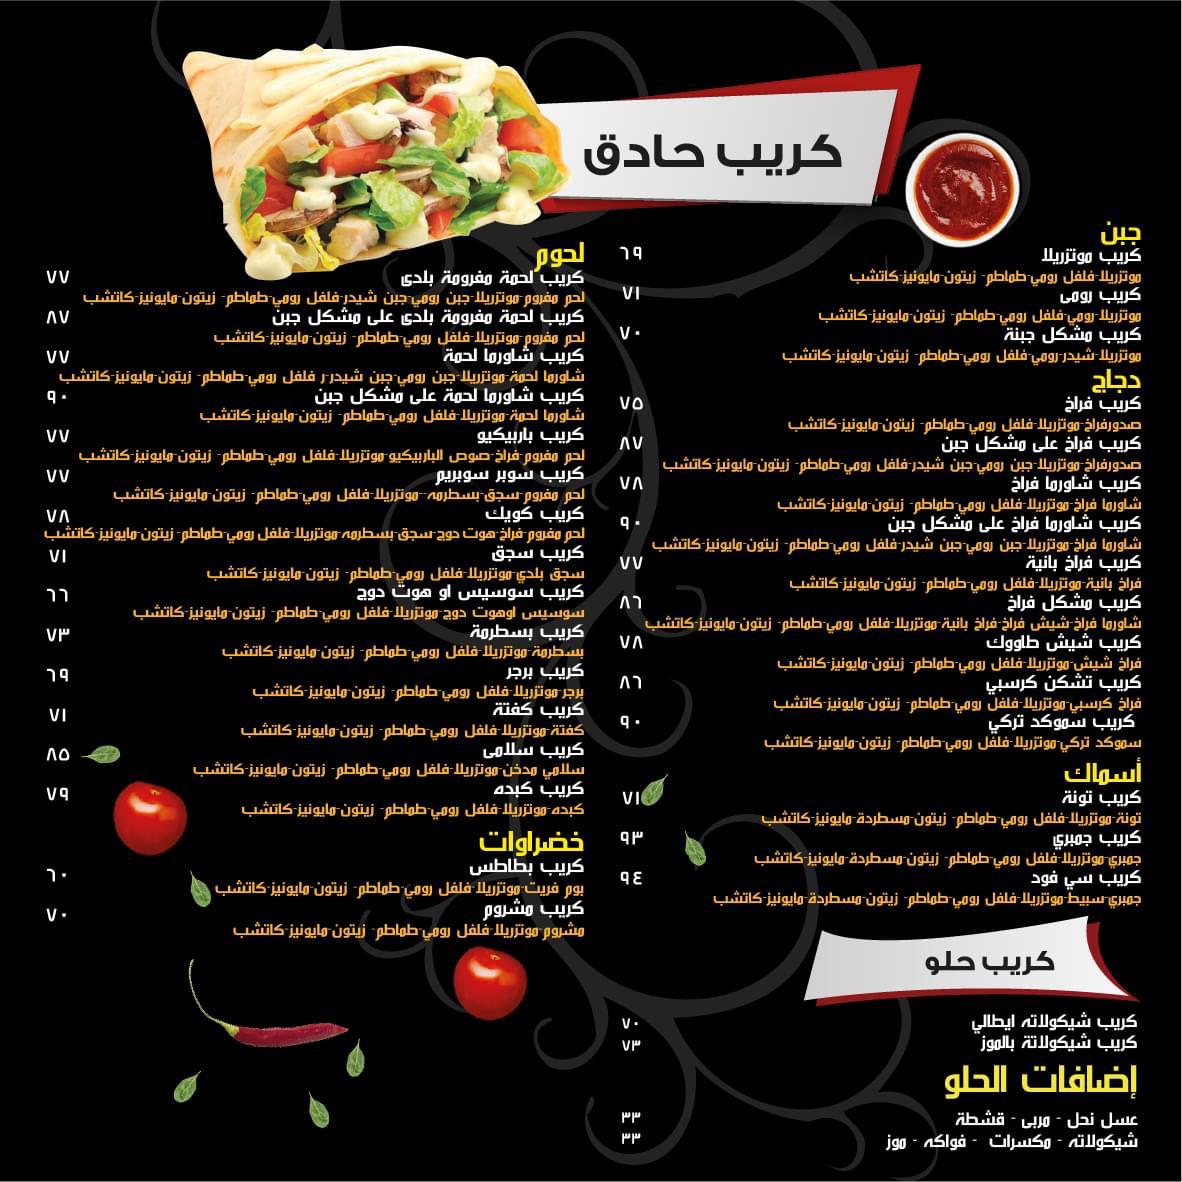 كريب حادق
جبن
كريب موتزريلا ٦٩
موتزريلا-فلفل رومي-طماطم- زيتون-مايونيز-كاتشب
كريب رومى ٧١
موتزريلا-رومي-فلفل رومي-طماطم- زيتون-مايونيز-كاتشب
كريب مشكل جبنة ٧٠
موتزريلا-شيدر-رومي-فلفل رومي-طماطم- زيتون-مايونيز-كاتشب
دجاج
كريب فراخ ٧٥
صدورفراخ-موتزريلا-فلفل رومي-طماطم- زيتون-مايونيز-كاتشب
كريب فراخ على مشكل جبن ٨٧
صدورفراخ-موتزريلا-جبن رومي-جبن شيدر-فلفل رومي-طماطم- زيتون-مايونيز-كاتشب
كريب شاورما فراخ ٧٨
شاورما فراخ-موتزريلا-فلفل رومي-طماطم- زيتون-مايونيز-كاتشب
كريب شاورما فراخ على مشكل جبن ٩٠
شاورما فراخ-موتزريلا-جبن رومي-جبن شيدر-فلفل رومي-طماطم- زيتون-مايونيز-كاتشب
كريب فراخ بانية ٧٧
فراخ بانية-موتزريلا-فلفل رومي-طماطم- زيتون-مايونيز-كاتشب
كريب مشكل فراخ ٨٦
شاورما فراخ-شيش فراخ-فراخ بانية-موتزريلا-فلفل رومي-طماطم- زيتون-مايونيز-كاتشب
كريب شيش طاووك ٧٨
فراخ شيش-موتزريلا-فلفل رومي-طماطم- زيتون-مايونيز-كاتشب
كريب تشكن كرسبي ٨٦
فراخ كرسبي-موتزريلا-فلفل رومي-طماطم- زيتون-مايونيز-كاتشب
كريب سموكد تركي ٩٠
سموكد تركي-موتزريلا-فلفل رومي-طماطم- زيتون-مايونيز-كاتشب
أسماك
كريب تونة ٧١
تونة-موتزريلا-فلفل رومي-طماطم- زيتون-مسطردة-مايونيز-كاتشب
كريب جمبري ٩٣
جمبري-موتزريلا-فلفل رومي-طماطم- زيتون-مسطردة-مايونيز-كاتشب
كريب سي فود ٩٤
جمبري-سبيط-موتزريلا-فلفل رومي-طماطم- زيتون-مسطردة-مايونيز-كاتشب
لحوم
كريب لحمة مفرومة بلدى ٧٧
لحم مفروم-موتزريلا-جبن رومي-جبن شيدر-فلفل رومي-طماطم- زيتون-مايونيز-كاتشب
كريب لحمة مفرومة بلدى على مشكل جبن ٨٧
لحم مفروم-موتزريلا-فلفل رومي-طماطم- زيتون-مايونيز-كاتشب
كريب شاورما لحمة ٧٧
شاورما لحمة-موتزريلا-جبن رومي-جبن شيدر-ر فلفل رومي-طماطم- زيتون-مايونيز-كاتشب
كريب شاورما لحمة على مشكل جبن ٩٠
شاورما لحمة-موتزريلا-فلفل رومي-طماطم- زيتون-مايونيز-كاتشب
كريب باربيكيو ٧٧
لحم مفروم-فراخ-صوص الباربيكيو-موتزريلا-فلفل رومي-طماطم- زيتون-مايونيز-كاتشب
كريب سوبر سوبريم ٧٧
لحم مفروم-سجق-بسطرمه-موتزريلا-فلفل رومي-طماطم- زيتون-مايونيز-كاتشب
كريب كويك ٧٨
لحم مفروم-فراخ-هوت دوج-سجق-بسطرمه-موتزريلا-فلفل رومي-طماطم- زيتون-مايونيز-كاتشب
كريب سجق ٧١
سجق بلدي-موتزريلا-فلفل رومي-طماطم- زيتون-مايونيز-كاتشب
كريب سوسيس او هوت دوج ٦٦
سوسيس اوهوت دوج-موتزريلا-فلفل رومي-طماطم- زيتون-مايونيز-كاتشب
كريب بسطرمة ٧٣
بسطرمة-موتزريلا-فلفل رومي-طماطم- زيتون-مايونيز-كاتشب
كريب برجر ٦٩
برجر-موتزريلا-فلفل رومي-طماطم- زيتون-مايونيز-كاتشب
كريب كفتة ٧١
كفتة-موتزريلا-فلفل رومي-طماطم- زيتون-مايونيز-كاتشب
كريب سلامى ٨٥
سلامي مدخن-موتزريلا-فلفل رومي-طماطم- زيتون-مايونيز-كاتشب
كريب كبده ٧٩
كبده-موتزريلا-فلفل رومي-طماطم- زيتون-مايونيز-كاتشب
خضراوات
كريب بطاطس ٦٠
بوم فريت-موتزريلا-فلفل رومي-طماطم- زيتون-مايونيز-كاتشب
كريب مشروم ٧٠
مشروم-موتزريلا-فلفل رومي-طماطم- زيتون-مايونيز-كاتشب
كريب حلو
كريب شيكولاته ايطالي ٧٠
كريب شيكولاتة بالموز ٧٣
إضافات الحلو
عسل نحل - مربى - قشطة ٣٣
شيكولاته - مكسرات - فواكه - موز ٣٣